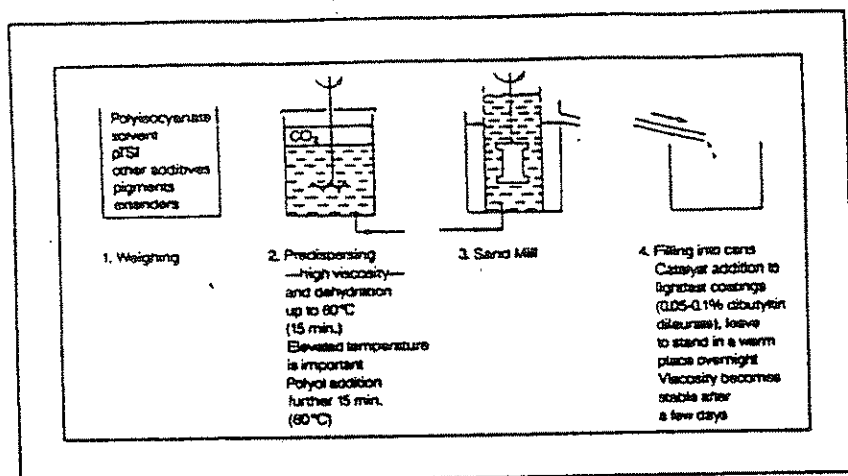 Polyisocyanate
solvent
pTSI
other additives
pigments
extenders
CO₂
1. Weighing
2. Predispersing
—high viscosity—
and dehydration
up to 60°C
(15 min.)
Elevated temperature
is important
Polyol addition
further 15 min.
(60°C)
3. Sand Mill
4. Filling into cans
Catalyst addition to
lightfast coatings
(0.05-0.1% dibutyltin
dilaurate), leave
to stand in a warm
place overnight
Viscosity becomes
stable after
a few days